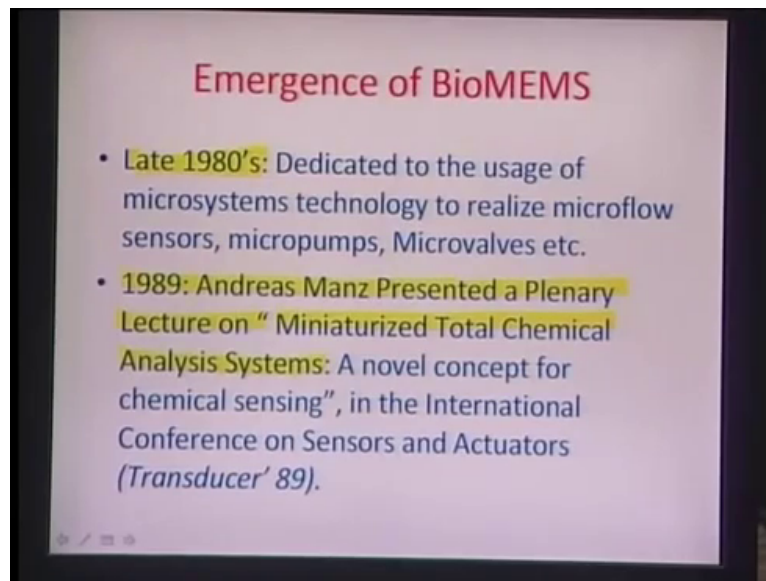 Emergence of BioMEMS
• Late 1980's: Dedicated to the usage of
microsystems technology to realize microflow
sensors, micropumps, Microvalves etc.
• 1989: Andreas Manz Presented a Plenary
Lecture on “ Miniaturized Total Chemical
Analysis Systems: A novel concept for
chemical sensing”, in the International
Conference on Sensors and Actuators
(Transducer’ 89).